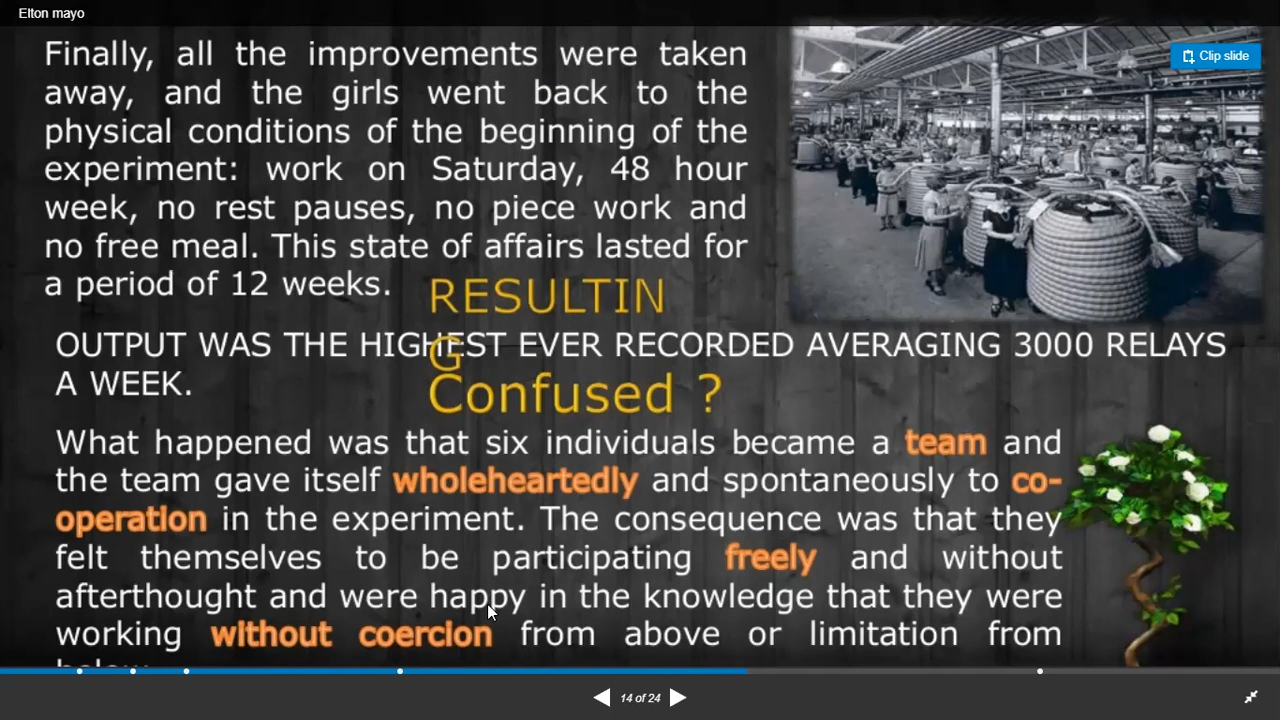 Elton mayo
Clip slide
Finally, all the improvements were taken
away, and the girls went back to the
physical conditions of the beginning of the
experiment: work on Saturday, 48 hour
week, no rest pauses, no piece work and
no free meal. This state of affairs lasted for
a period of 12 weeks.
RESULTIN
G
OUTPUT WAS THE HIGHEST EVER RECORDED AVERAGING 3000 RELAYS
A WEEK.
Confused ?
What happened was that six individuals became a team and
the team gave itself wholeheartedly and spontaneously to co-
operation in the experiment. The consequence was that they
felt themselves to be participating freely and without
afterthought and were happy in the knowledge that they were
working without coercion from above or limitation from
14 of 24